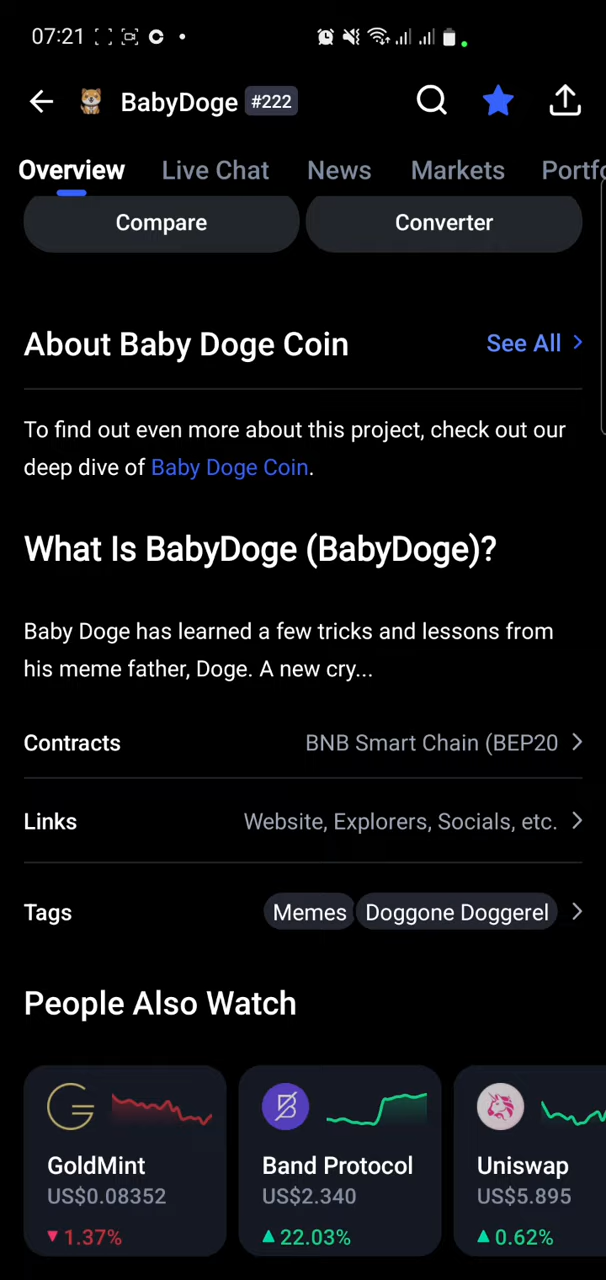 07:21
BabyDoge #222
Overview Live Chat News Markets Portfo
Compare Converter
About Baby Doge Coin See All
To find out even more about this project, check out our
deep dive of Baby Doge Coin.
What Is BabyDoge (BabyDoge)?
Baby Doge has learned a few tricks and lessons from
his meme father, Doge. A new cry...
Contracts BNB Smart Chain (BEP20
Links Website, Explorers, Socials, etc.
Tags Memes Doggone Doggerel
People Also Watch
GoldMint Band Protocol Uniswap
US$0.08352 US$2.340 US$5.895
▼1.37% ▲22.03% ▲0.62%